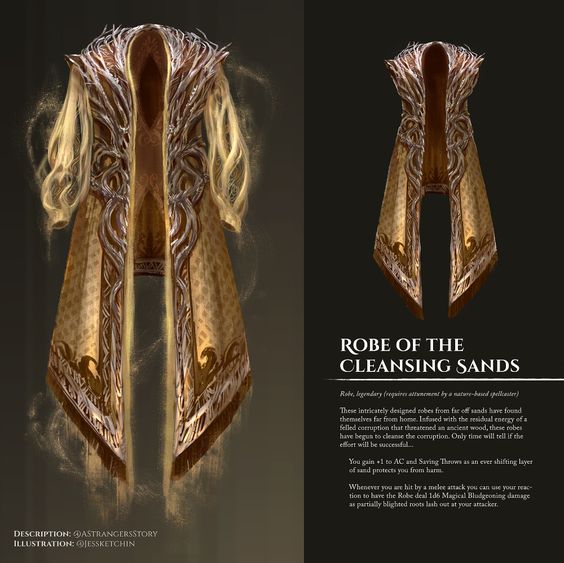 Robe of the
Cleansing Sands
Robe, legendary (requires attunement by a nature-based spellcaster)
These intricately designed robes from far off sands have found
themselves far from home. Infused with the residual energy of a
felled corruption that threatened an ancient wood, these robes
have begun to cleanse the corruption. Only time will tell if the
effort will be successful...
You gain +1 to AC and Saving Throws as an ever shifting layer
of sand protects you from harm.
Whenever you are hit by a melee attack you can use your reac-
tion to have the Robe deal 1d6 Magical Bludgeoning damage
as partially blighted roots lash out at your attacker.
Description: @AStrangersStory
Illustration: @Jessketchin